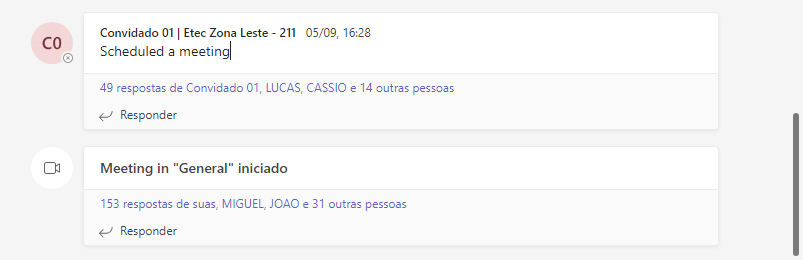 C0
Convidado 01 | Etec Zona Leste - 211 05/09, 16:28
Scheduled a meeting
49 respostas de Convidado 01, LUCAS, CASSIO e 14 outras pessoas
Responder
Meeting in "General" iniciado
153 respostas de suas, MIGUEL, JOAO e 31 outras pessoas
Responder